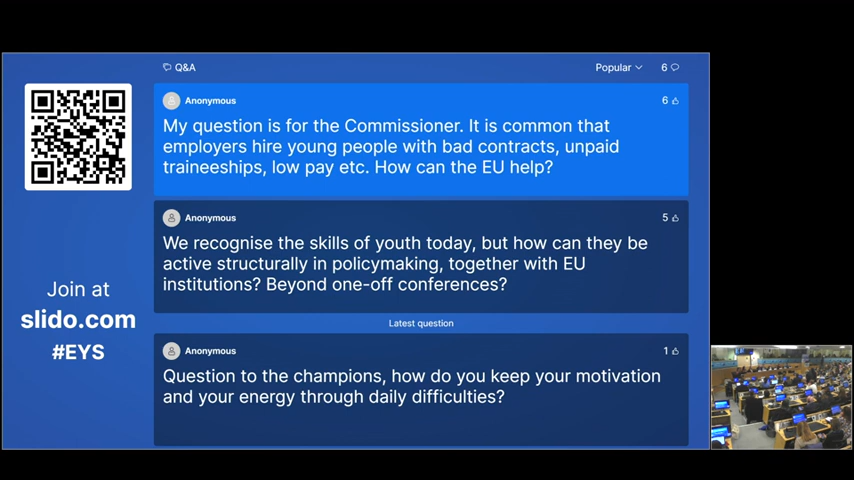 Q&A
Popular
6
Anonymous
6
My question is for the Commissioner. It is common that
employers hire young people with bad contracts, unpaid
traineeships, low pay etc. How can the EU help?
Anonymous
5
We recognise the skills of youth today, but how can they be
active structurally in policymaking, together with EU
institutions? Beyond one-off conferences?
Join at
slido.com
#EYS
Latest question
Anonymous
1
Question to the champions, how do you keep your motivation
and your energy through daily difficulties?